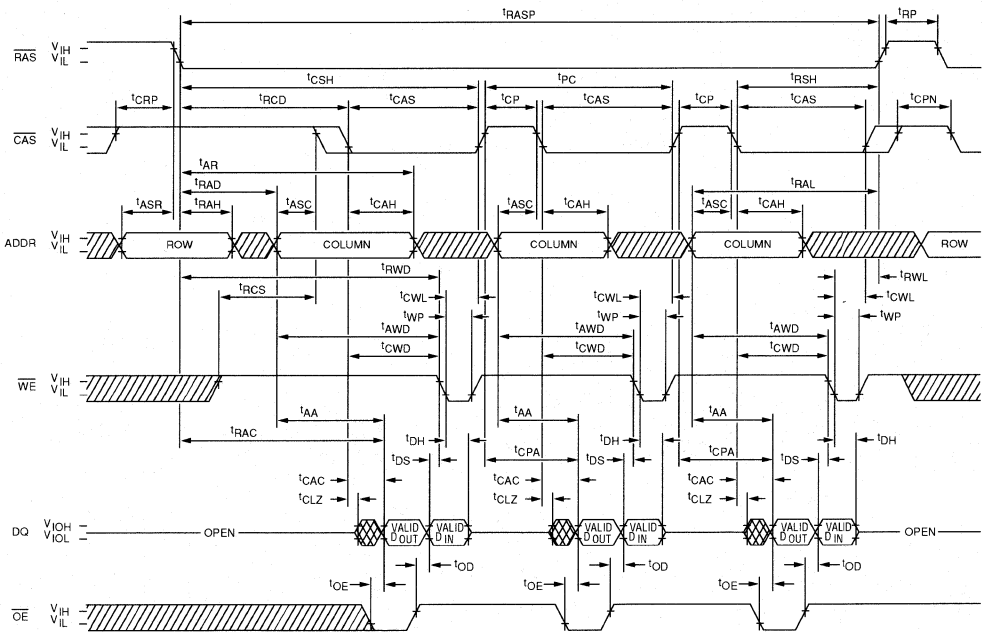 tRASP tRP
RAS VIH
VIL
tCSH tPC tRSH
tCRP tRCD tCAS tCP tCAS tCP tCAS tCPN
CAS VIH
VIL
tAR
tRAD tRAL
tASR tRAH tASC tCAH tASC tCAH tASC tCAH
ADDR VIH
VIL
ROW COLUMN COLUMN COLUMN ROW
tRWD tRWL
tRCS tCWL tCWL tCWL
tWP tWP tWP
tAWD tAWD tAWD
tCWD tCWD tCWD
WE VIH
VIL
tAA tAA tAA
tRAC tDH tDH tDH
tDS tCPA tDS tCPA tDS
tCAC tCAC tCAC
tCLZ tCLZ tCLZ
DQ VIOH
VIOL
OPEN VALID DOUT VALID DIN VALID DOUT VALID DIN VALID DOUT VALID DIN OPEN
tOD tOD tOD
tOE tOE tOE
OE VIH
VIL